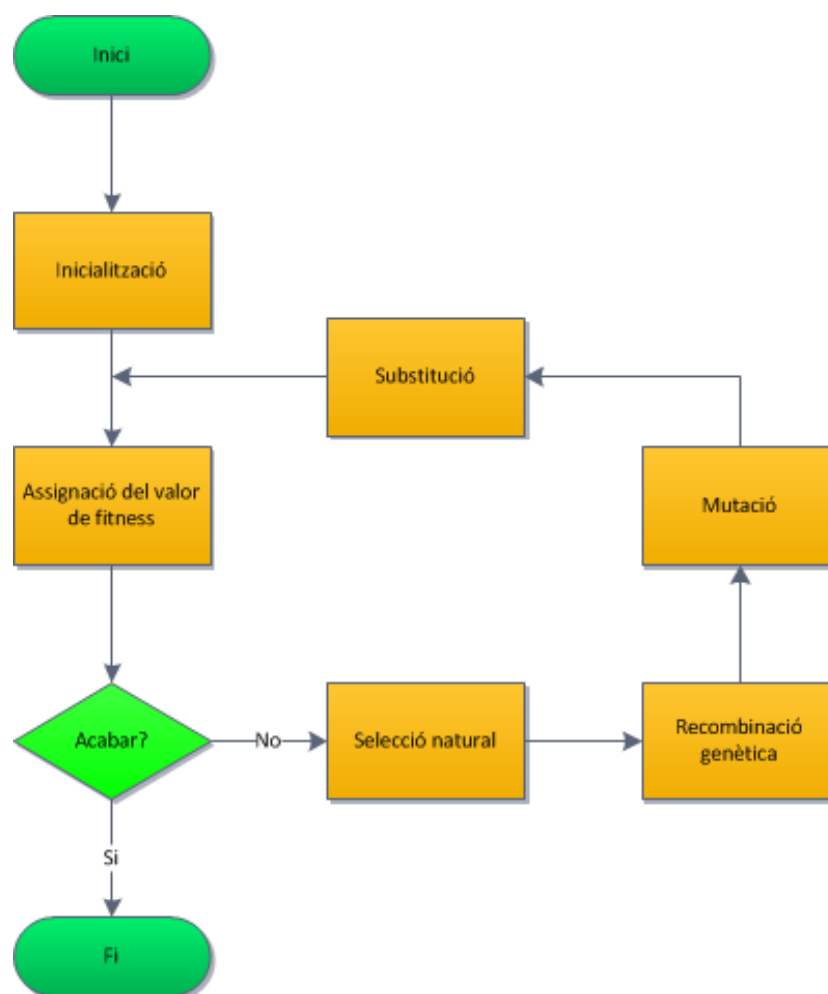 Inici
Inicialització
Substitució
Assignació del valor
de fitness
Mutació
Acabar?
No
Selecció natural
Recombinació
genètica
Si
Fi